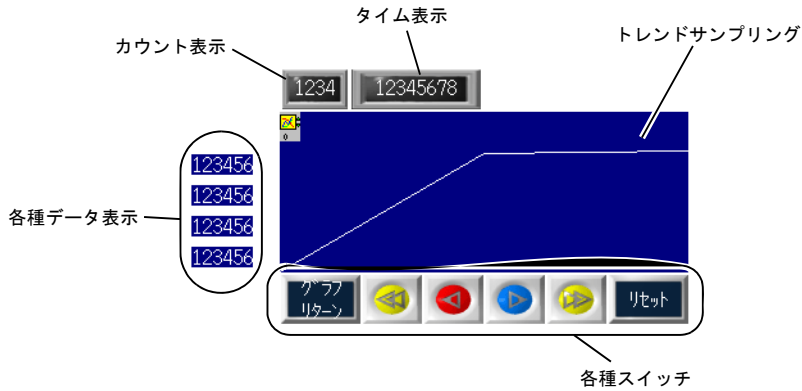 タイム表示
カウント表示
トレンドサンプリング
1234
12345678
0
各種データ表示
123456
123456
123456
123456
グラフ
リターン
リセット
各種スイッチ